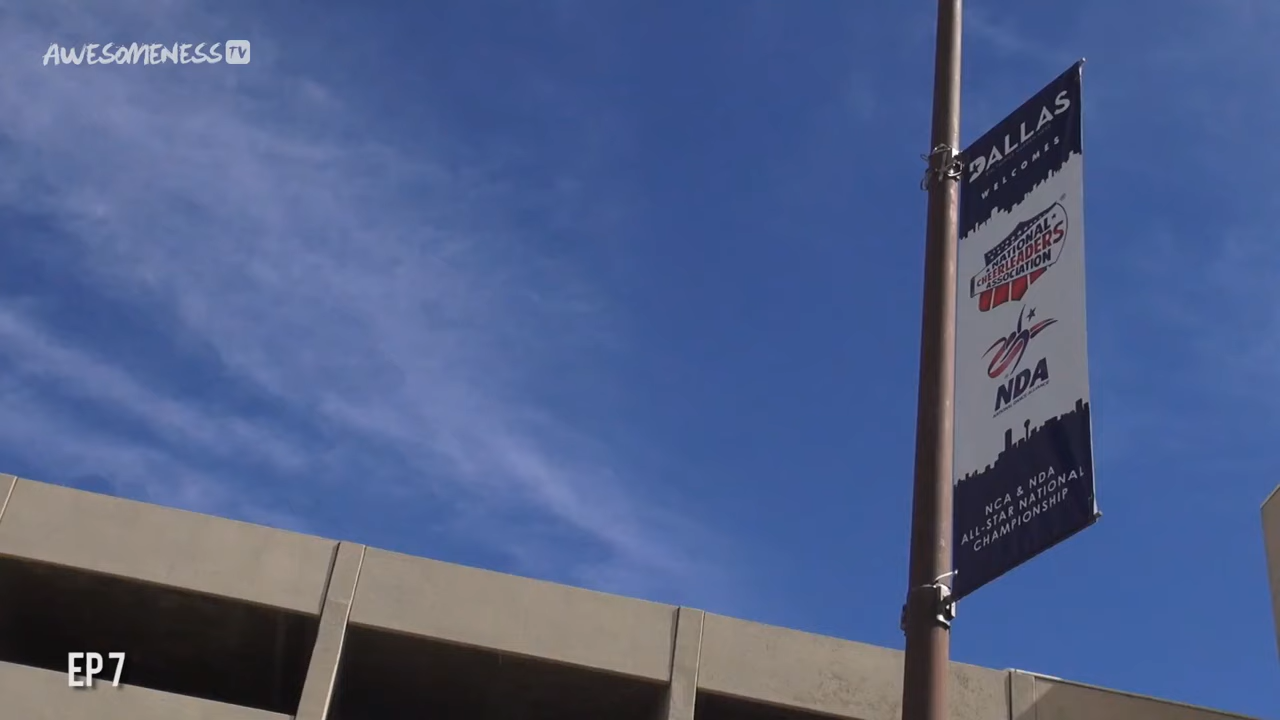 AWESOMENESS TV
DALLAS
WELCOMES
NATIONAL
CHEERLEADERS
ASSOCIATION
NDA
NCA & NDA
ALL-STAR NATIONAL
CHAMPIONSHIP
EP 7